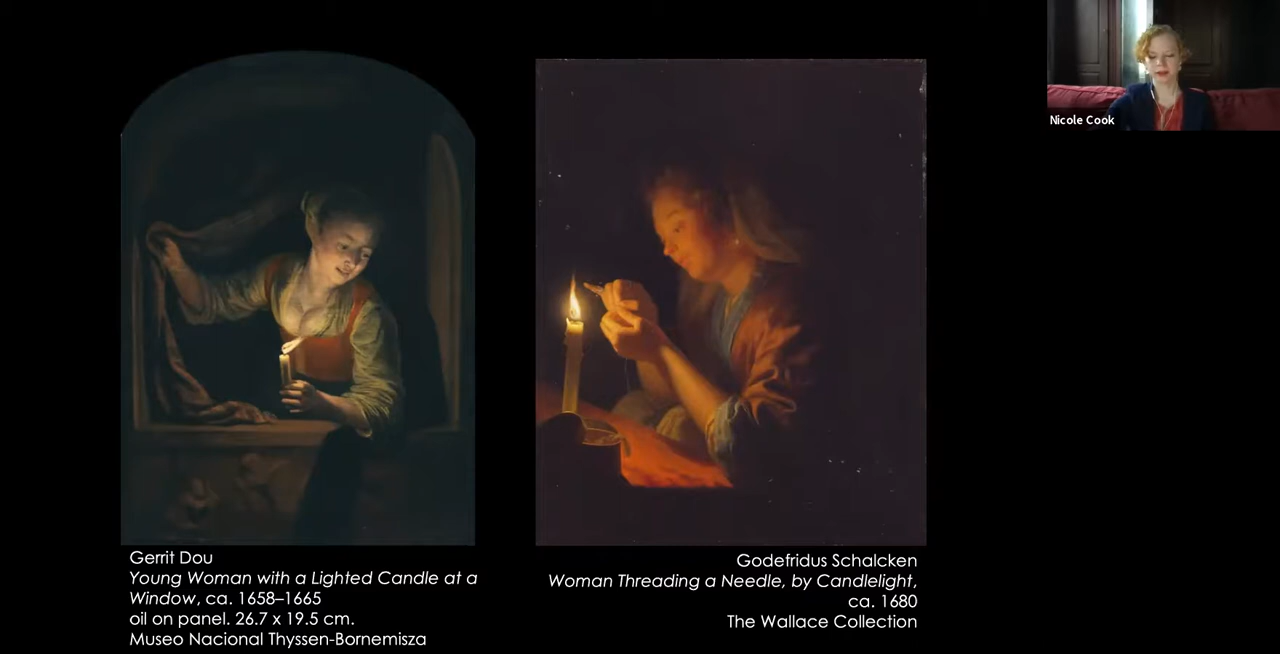 Nicole Cook
Gerrit Dou
Young Woman with a Lighted Candle at a
Window, ca. 1658–1665
oil on panel. 26.7 x 19.5 cm.
Museo Nacional Thyssen-Bornemisza
Godefridus Schalcken
Woman Threading a Needle, by Candlelight,
ca. 1680
The Wallace Collection